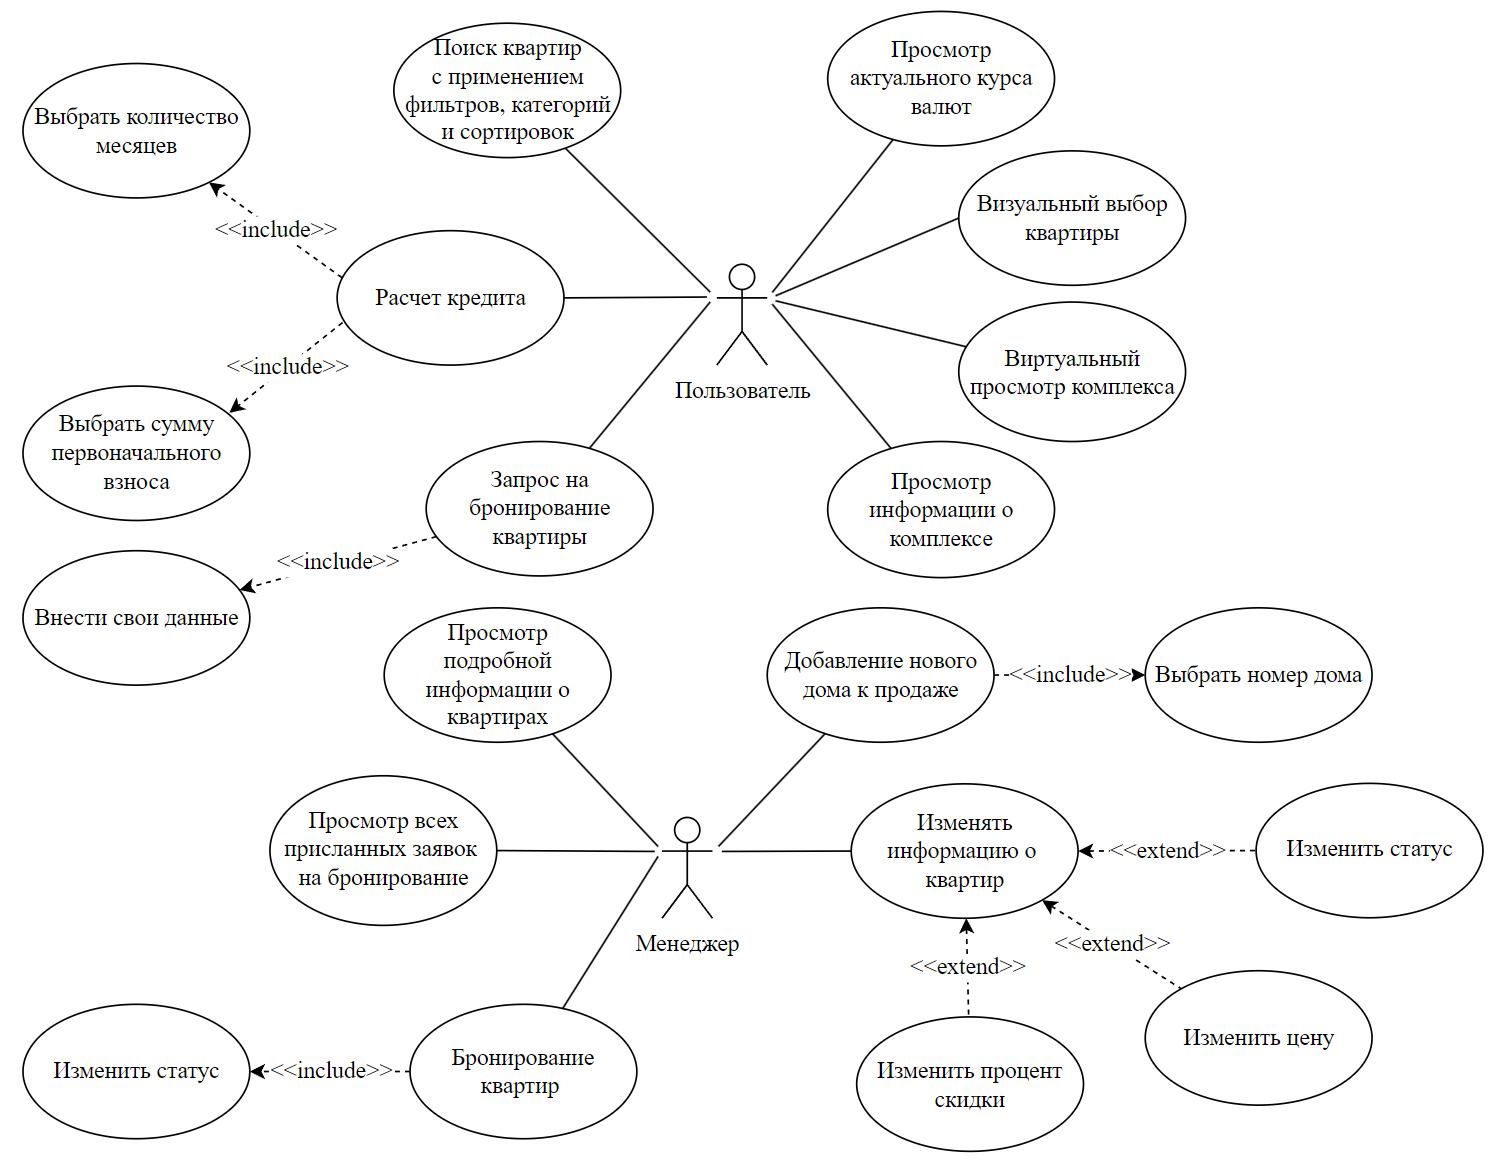 Поиск квартир
с применением
фильтров, категорий
и сортировок
Просмотр
актуального курса
валют
Выбрать количество
месяцев
Визуальный выбор
квартиры
<<include>>
Расчет кредита
Виртуальный
просмотр комплекса
<<include>>
Пользователь
Выбрать сумму
первоначального
взноса
Запрос на
бронирование
квартиры
Просмотр
информации о
комплексе
<<include>>
Внести свои данные
Просмотр
подробной
информации о
квартирах
Добавление нового
дома к продаже
<<include>>
Выбрать номер дома
Просмотр всех
присланных заявок
на бронирование
Изменять
информацию о
квартир
<<extend>>
Изменить статус
Менеджер
<<extend>>
<<extend>>
Изменить цену
Изменить статус
<<include>>
Бронирование
квартир
Изменить процент
скидки